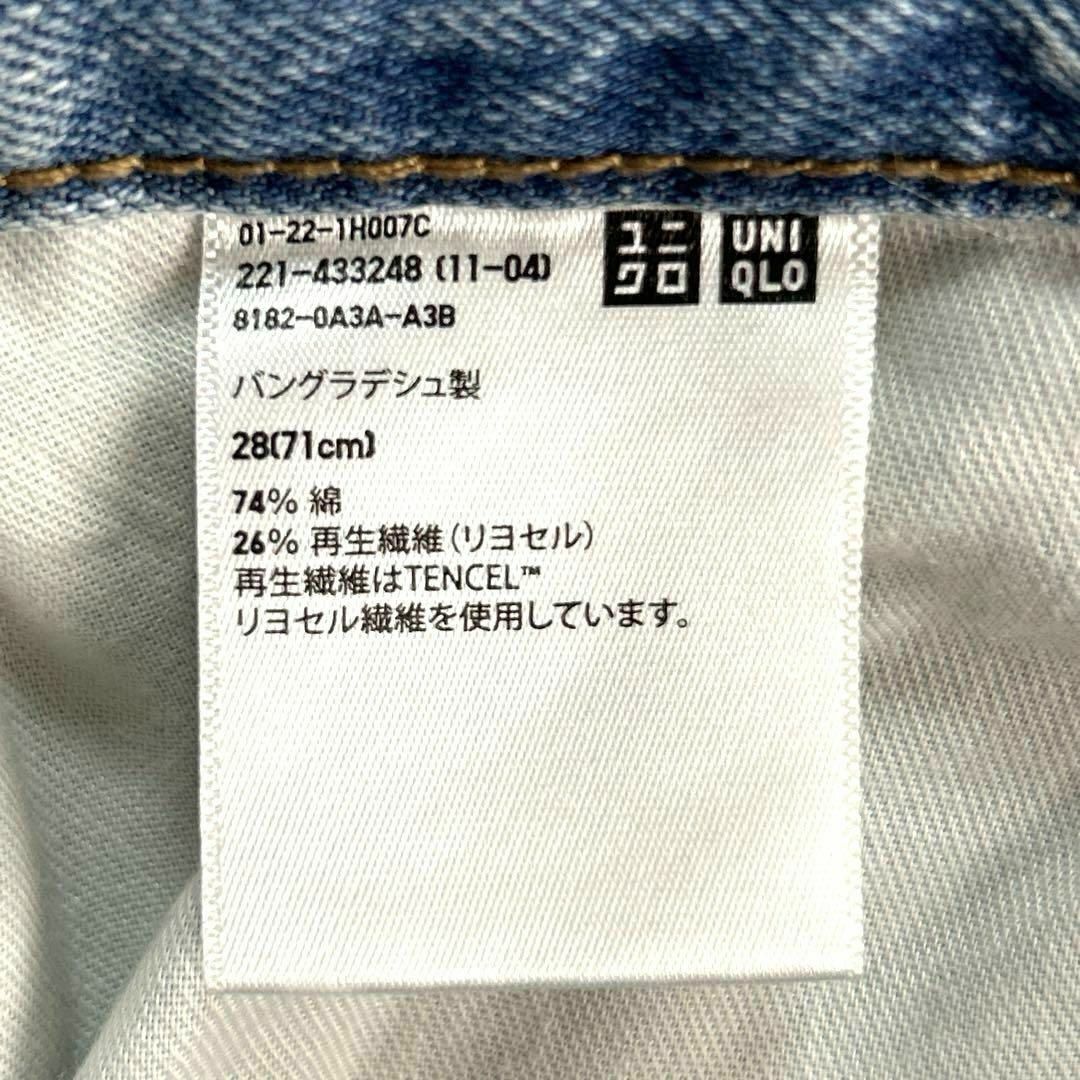 01-22-1H007C
221-433248 (11-04)
8182-0A3A-A3B
ユニ
クロ
UNI
QLO
バングラデシュ製
28(71cm)
74% 綿
26% 再生繊維(リヨセル)
再生繊維はTENCEL™
リヨセル繊維を使用しています。